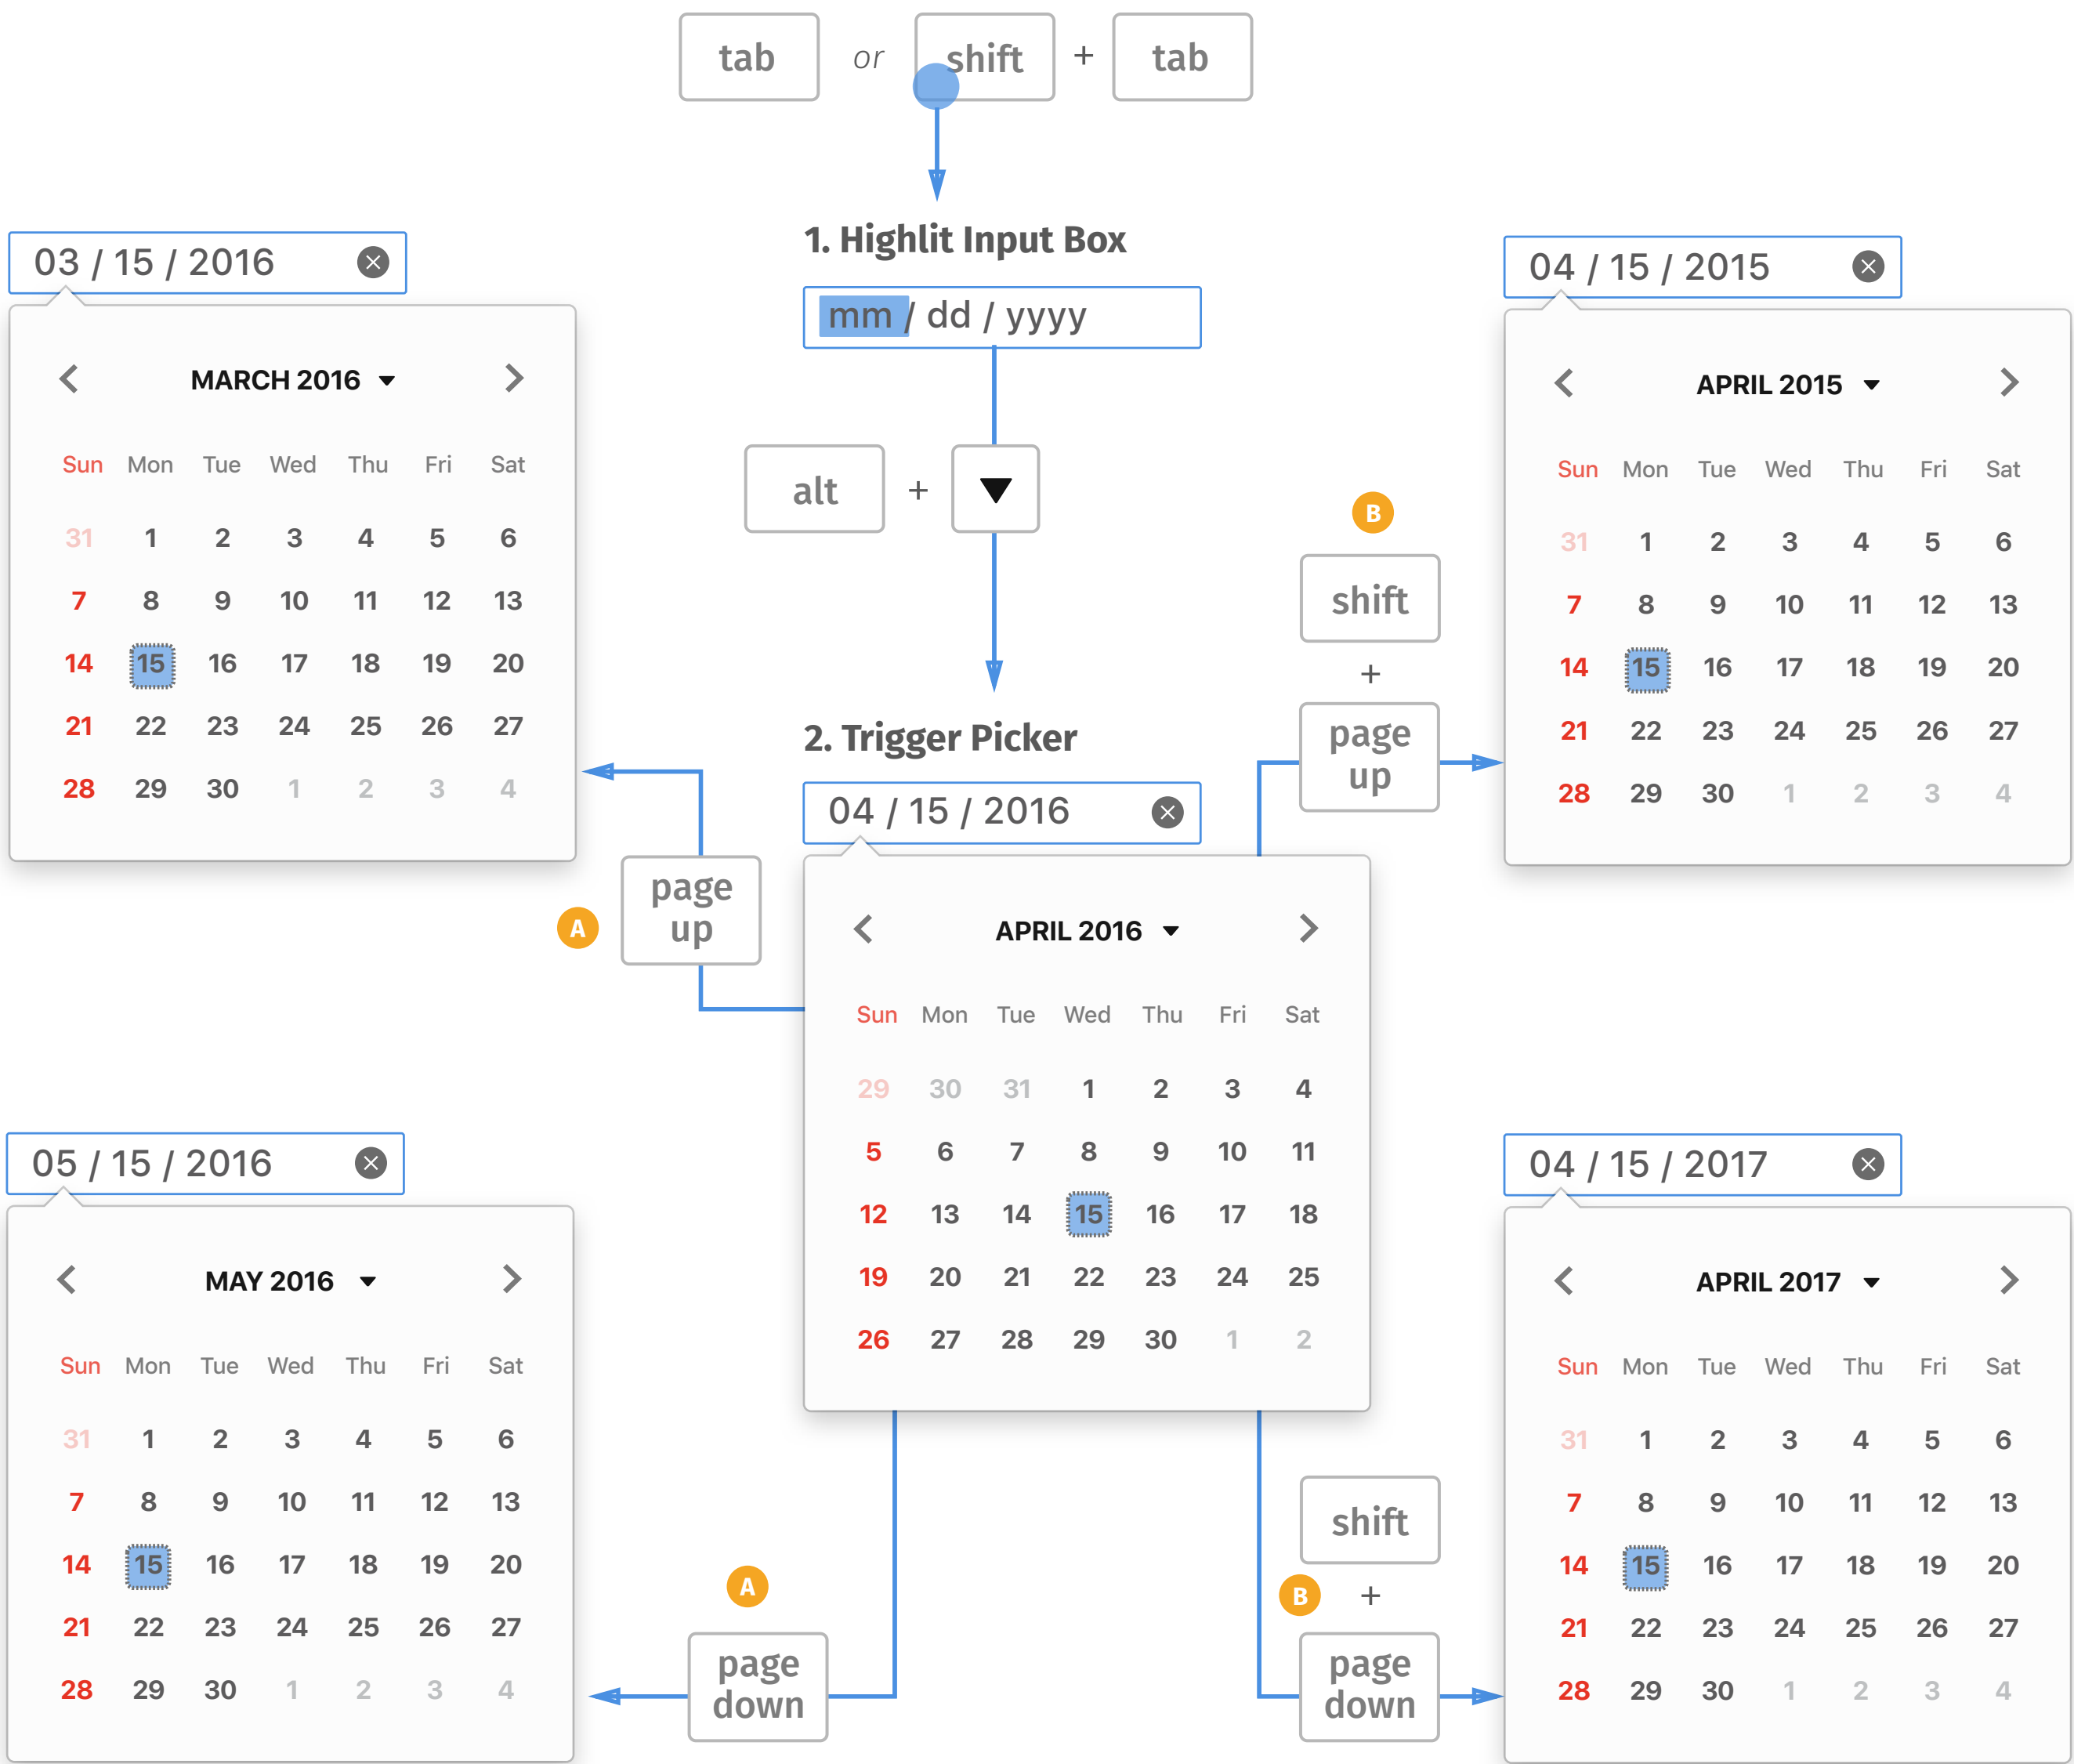 tab or shift + tab
1. Highlit Input Box
mm / dd / yyyy
alt + ▼
2. Trigger Picker
03 / 15 / 2016
MARCH 2016
Sun Mon Tue Wed Thu Fri Sat
31 1 2 3 4 5 6
7 8 9 10 11 12 13
14 15 16 17 18 19 20
21 22 23 24 25 26 27
28 29 30 1 2 3 4
A
page
up
04 / 15 / 2016
APRIL 2016
Sun Mon Tue Wed Thu Fri Sat
29 30 31 1 2 3 4
5 6 7 8 9 10 11
12 13 14 15 16 17 18
19 20 21 22 23 24 25
26 27 28 29 30 1 2
B
shift
+
page
up
04 / 15 / 2015
APRIL 2015
Sun Mon Tue Wed Thu Fri Sat
31 1 2 3 4 5 6
7 8 9 10 11 12 13
14 15 16 17 18 19 20
21 22 23 24 25 26 27
28 29 30 1 2 3 4
05 / 15 / 2016
MAY 2016
Sun Mon Tue Wed Thu Fri Sat
31 1 2 3 4 5 6
7 8 9 10 11 12 13
14 15 16 17 18 19 20
21 22 23 24 25 26 27
28 29 30 1 2 3 4
A
page
down
shift
B +
page
down
04 / 15 / 2017
APRIL 2017
Sun Mon Tue Wed Thu Fri Sat
31 1 2 3 4 5 6
7 8 9 10 11 12 13
14 15 16 17 18 19 20
21 22 23 24 25 26 27
28 29 30 1 2 3 4